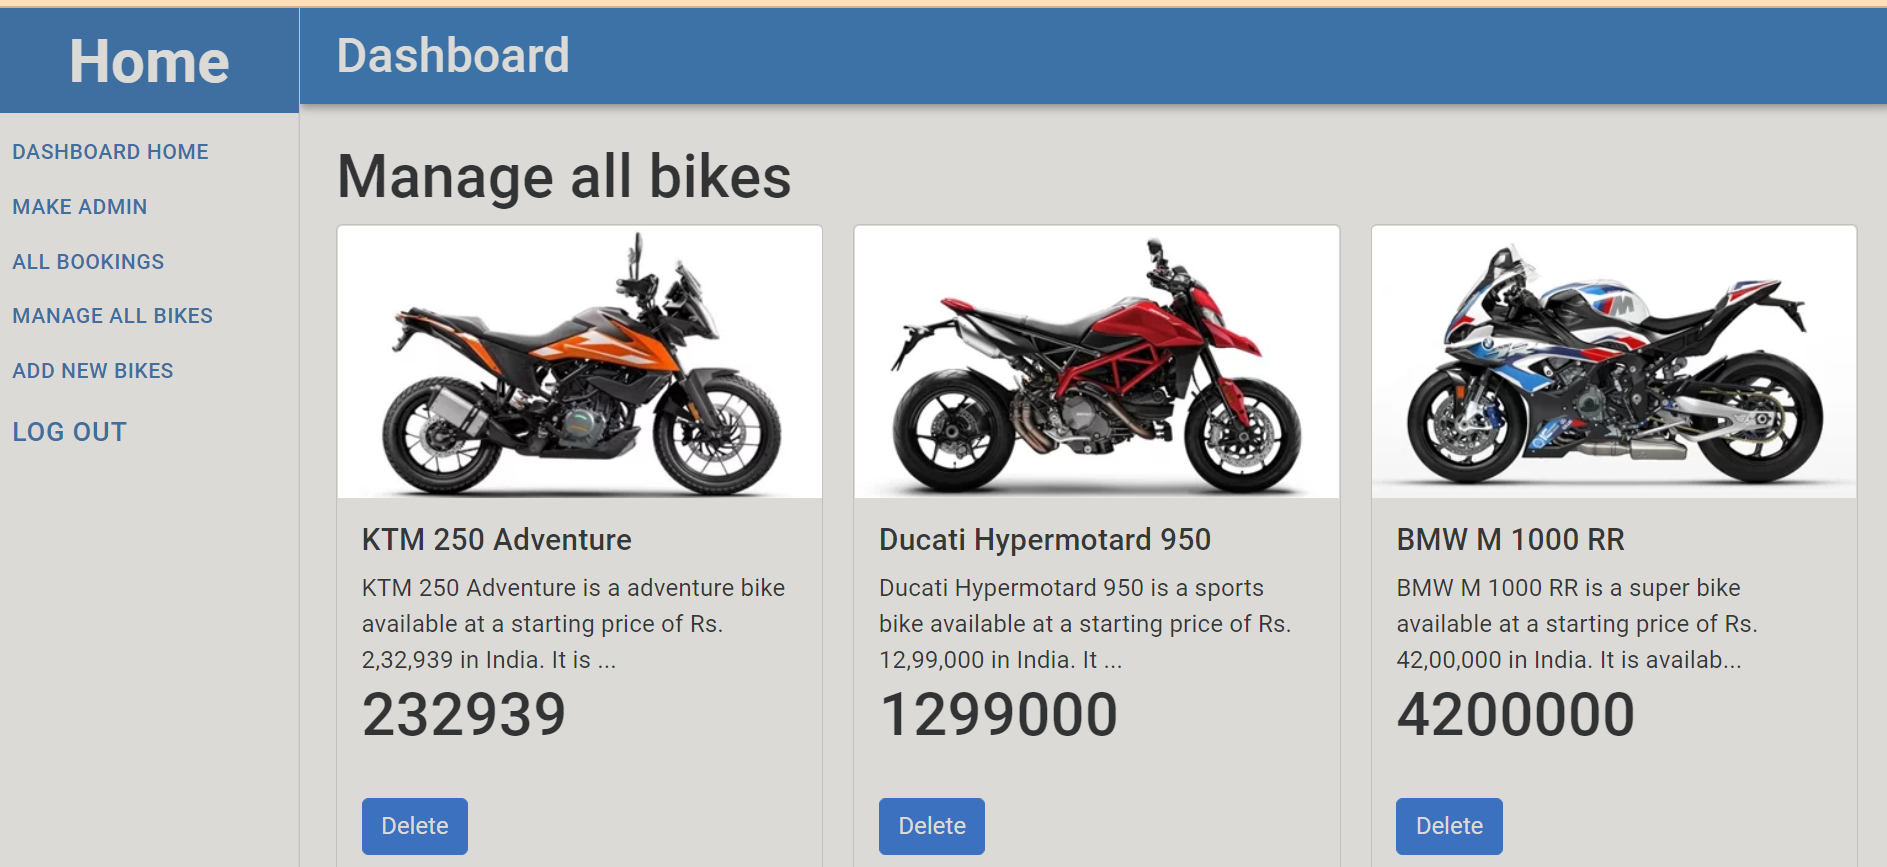 Home
Dashboard
DASHBOARD HOME
MAKE ADMIN
ALL BOOKINGS
MANAGE ALL BIKES
ADD NEW BIKES
LOG OUT
Manage all bikes
M
KTM 250 Adventure
KTM 250 Adventure is a adventure bike
available at a starting price of Rs.
2,32,939 in India. It is ...
232939
Delete
Ducati Hypermotard 950
Ducati Hypermotard 950 is a sports
bike available at a starting price of Rs.
12,99,000 in India. It ...
1299000
Delete
BMW M 1000 RR
BMW M 1000 RR is a super bike
available at a starting price of Rs.
42,00,000 in India. It is availab...
4200000
Delete